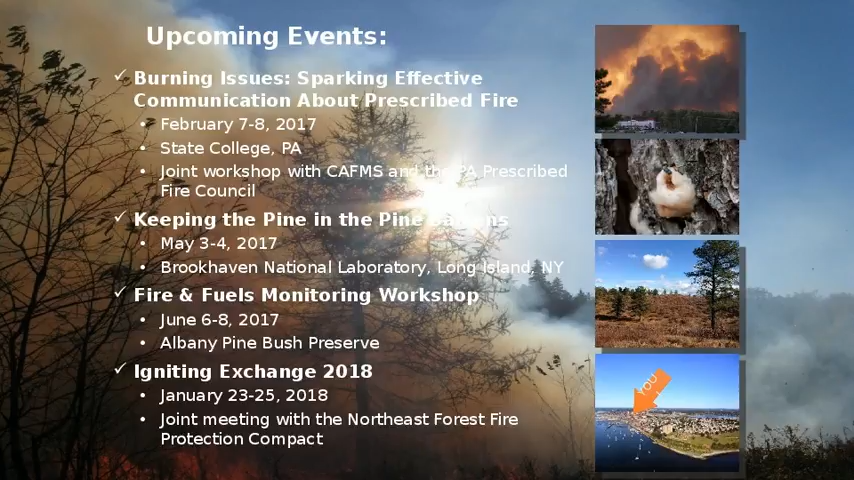 Upcoming Events:
✓ Burning Issues: Sparking Effective
Communication About Prescribed Fire
• February 7-8, 2017
• State College, PA
• Joint workshop with CAFMS and the PA Prescribed
Fire Council
✓ Keeping the Pine in the Pine Barrens
• May 3-4, 2017
• Brookhaven National Laboratory, Long Island, NY
✓ Fire & Fuels Monitoring Workshop
• June 6-8, 2017
• Albany Pine Bush Preserve
✓ Igniting Exchange 2018
• January 23-25, 2018
• Joint meeting with the Northeast Forest Fire
Protection Compact
YOU